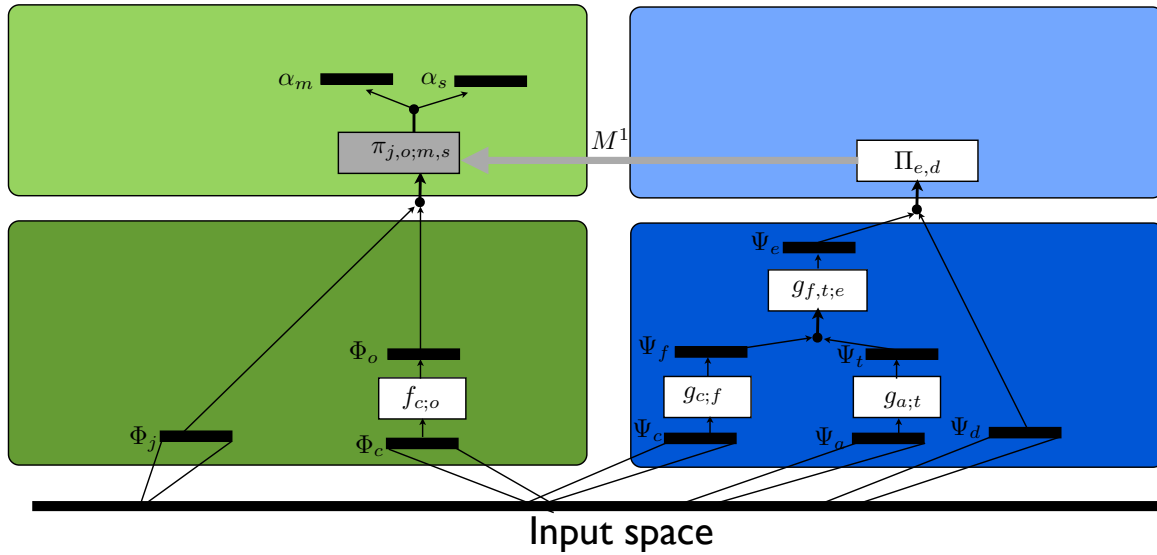 α_m α_s
π_{j,o;m,s} M^1 Π_{e,d}
Ψ_e
g_{f,t;e}
Φ_o Ψ_f Ψ_t
f_{c;o} g_{c;f} g_{a;t}
Φ_j Φ_c Ψ_c Ψ_a Ψ_d
Input space